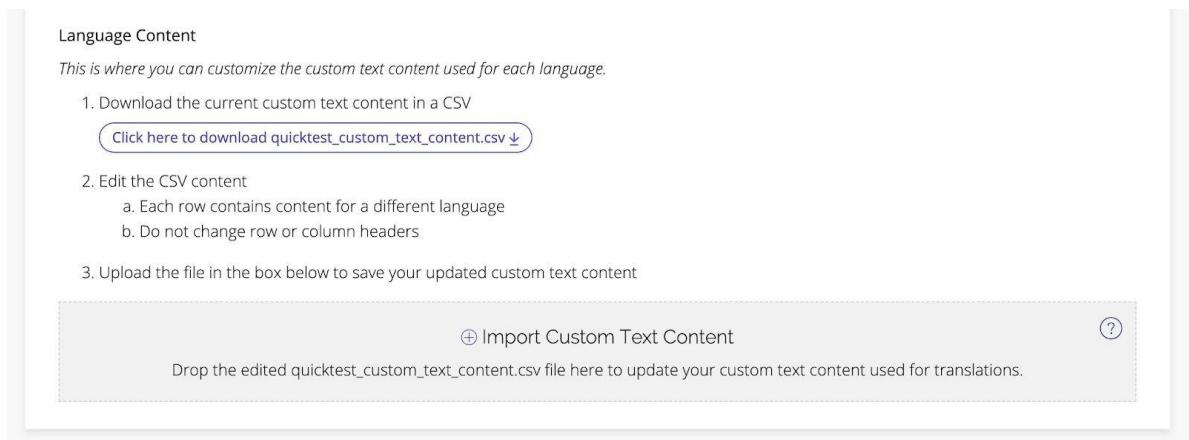 Language Content
This is where you can customize the custom text content used for each language.
1. Download the current custom text content in a CSV
Click here to download quicktest_custom_text_content.csv
2. Edit the CSV content
a. Each row contains content for a different language
b. Do not change row or column headers
3. Upload the file in the box below to save your updated custom text content
Import Custom Text Content
?
Drop the edited quicktest_custom_text_content.csv file here to update your custom text content used for translations.